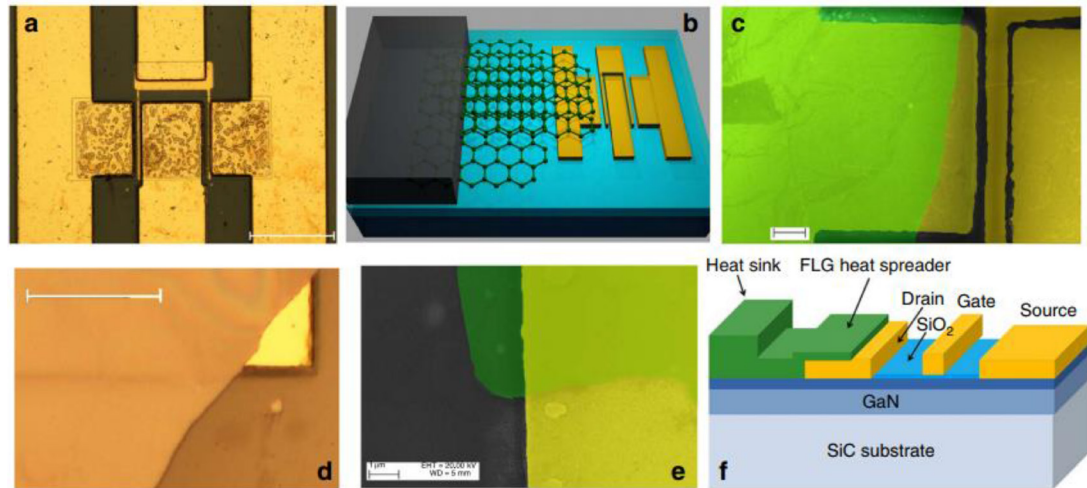 a
b
c
d
1 µm
EHT = 20.00 kV
WD = 5 mm
e
Heat sink
FLG heat spreader
Drain
SiO2
Gate
Source
GaN
SiC substrate
f